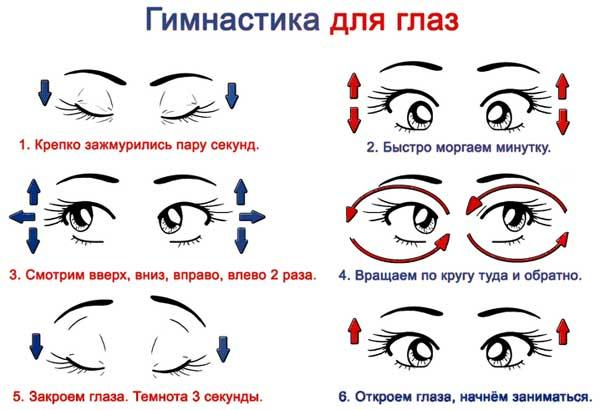 Гимнастика для глаз
1. Крепко зажмурились пару секунд.
2. Быстро моргаем минутку.
3. Смотрим вверх, вниз, вправо, влево 2 раза.
4. Вращаем по кругу туда и обратно.
5. Закроем глаза. Темнота 3 секунды.
6. Откроем глаза, начнём заниматься.